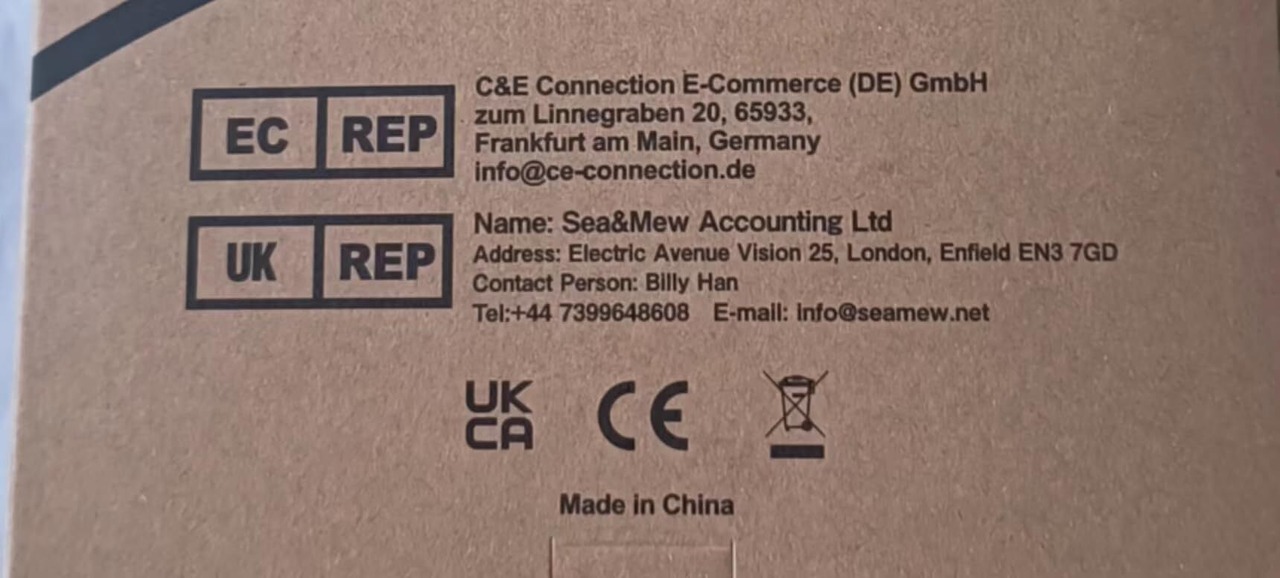 EC REP
C&E Connection E-Commerce (DE) GmbH
zum Linnegraben 20, 65933,
Frankfurt am Main, Germany
info@ce-connection.de
UK REP
Name: Sea&Mew Accounting Ltd
Address: Electric Avenue Vision 25, London, Enfield EN3 7GD
Contact Person: Billy Han
Tel:+44 7399648608 E-mail: info@seamew.net
UK
CA
CE
Made in China